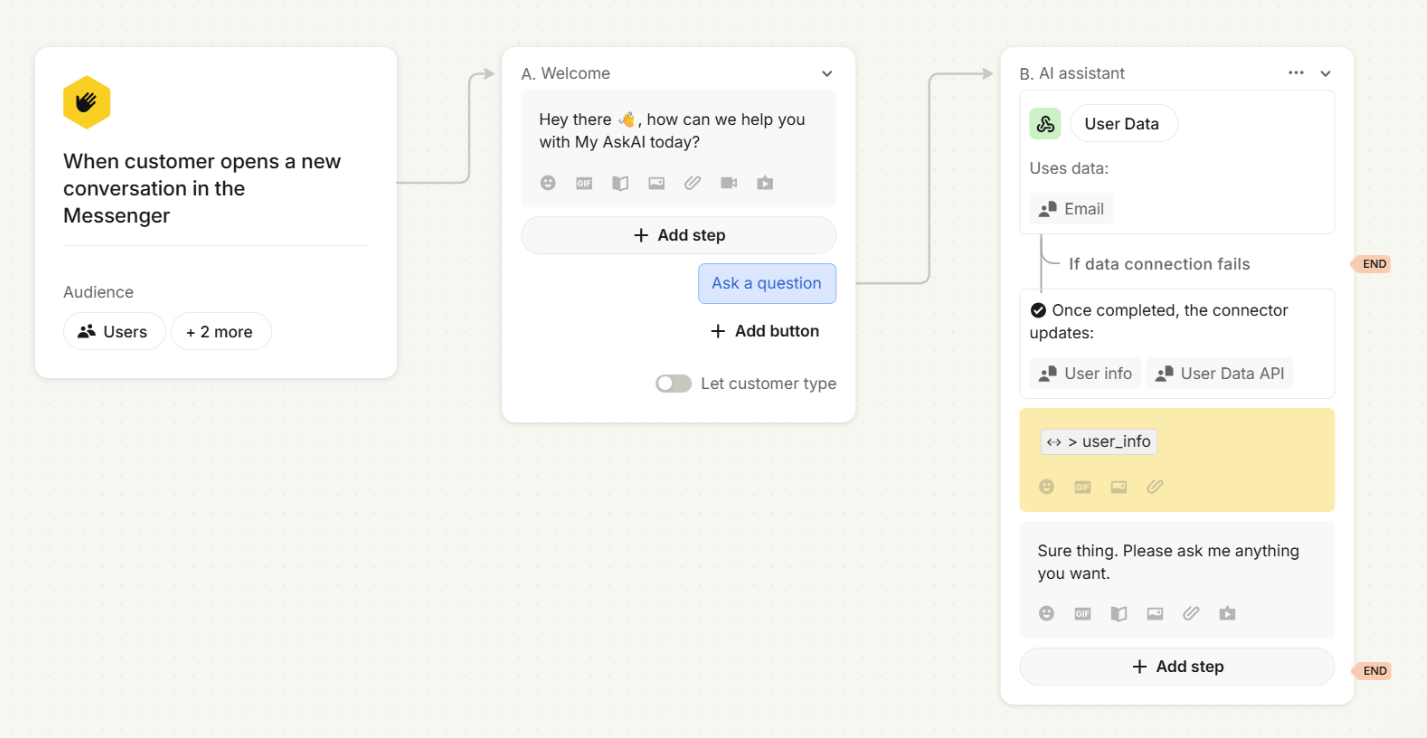 When customer opens a new
conversation in the
Messenger
Audience
Users
+ 2 more
A. Welcome
Hey there 👋, how can we help you
with My AskAI today?
GIF
+ Add step
Ask a question
+ Add button
Let customer type
B. AI assistant
User Data
Uses data:
Email
If data connection fails
END
Once completed, the connector
updates:
User info
User Data API
<> > user_info
GIF
Sure thing. Please ask me anything
you want.
GIF
+ Add step
END